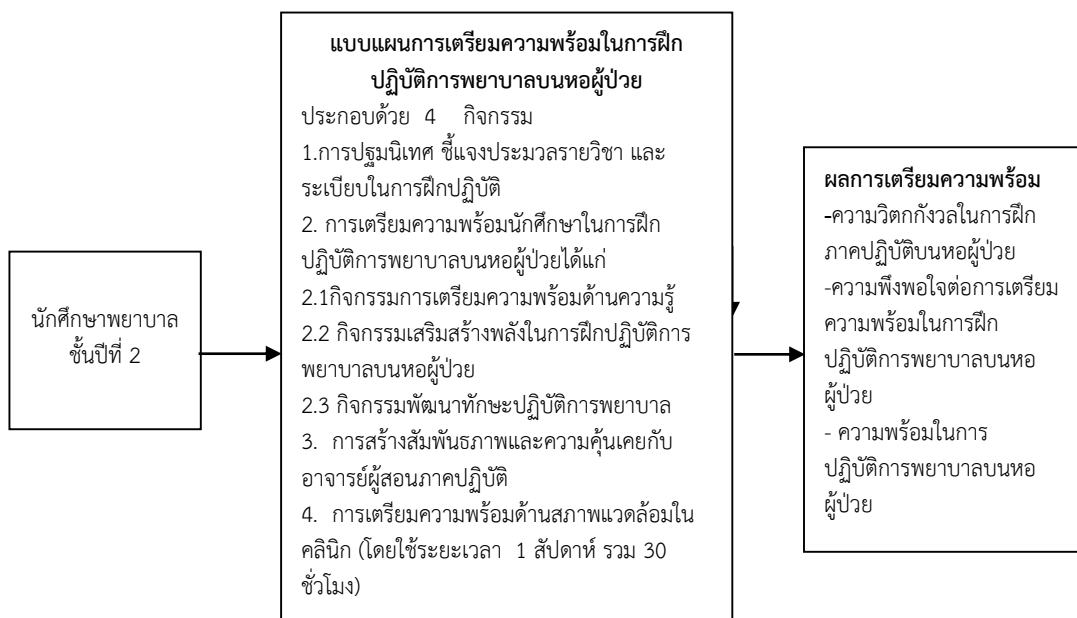 นักศึกษาพยาบาล
ชั้นปีที่ 2
แบบแผนการเตรียมความพร้อมในการฝึก
ปฏิบัติการพยาบาลบนหอผู้ป่วย
ประกอบด้วย 4 กิจกรรม
1.การปฐมนิเทศ ชี้แจงประมวลรายวิชา และ
ระเบียบในการฝึกปฏิบัติ
2. การเตรียมความพร้อมนักศึกษาในการฝึก
ปฏิบัติการพยาบาลบนหอผู้ป่วยได้แก่
2.1กิจกรรมการเตรียมความพร้อมด้านความรู้
2.2 กิจกรรมเสริมสร้างพลังในการฝึกปฏิบัติการ
พยาบาลบนหอผู้ป่วย
2.3 กิจกรรมพัฒนาทักษะปฏิบัติการพยาบาล
3. การสร้างสัมพันธภาพและความคุ้นเคยกับ
อาจารย์ผู้สอนภาคปฏิบัติ
4. การเตรียมความพร้อมด้านสภาพแวดล้อมใน
คลินิก (โดยใช้ระยะเวลา 1 สัปดาห์ รวม 30
ชั่วโมง)
ผลการเตรียมความพร้อม
-ความวิตกกังวลในการฝึก
ภาคปฏิบัติบนหอผู้ป่วย
-ความพึงพอใจต่อการเตรียม
ความพร้อมในการฝึก
ปฏิบัติการพยาบาลบนหอ
ผู้ป่วย
- ความพร้อมในการ
ปฏิบัติการพยาบาลบนหอ
ผู้ป่วย